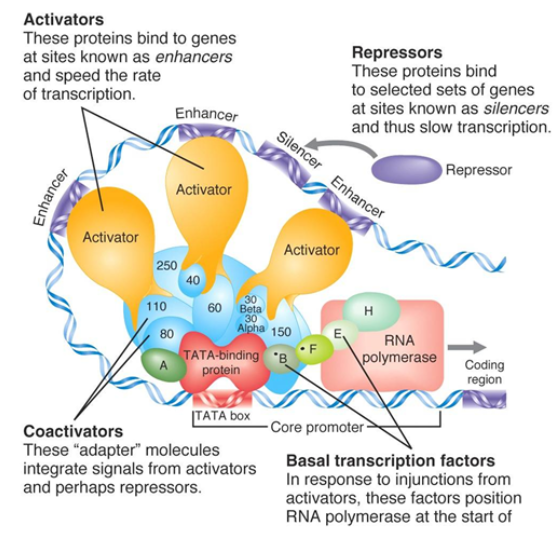 Activators
These proteins bind to genes
at sites known as enhancers
and speed the rate
of transcription.
Repressors
These proteins bind
to selected sets of genes
at sites known as silencers
and thus slow transcription.
Enhancer
Silencer
Repressor
Enhancer
Enhancer
Activator
Activator
Activator
250
40
110
60
30
Beta
30
Alpha
80
150
H
E
F
B
A
TATA-binding
protein
RNA
polymerase
Coding
region
TATA box
Core promoter
Coactivators
These “adapter” molecules
integrate signals from activators
and perhaps repressors.
Basal transcription factors
In response to injunctions from
activators, these factors position
RNA polymerase at the start of